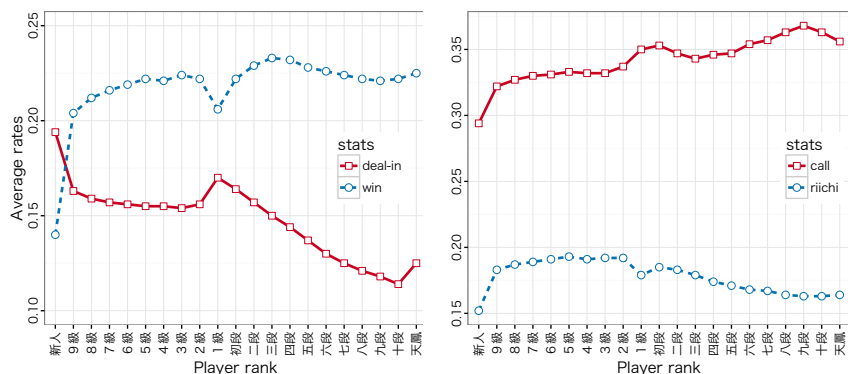 Average rates
0.25
0.20
0.15
0.10
stats
deal-in
win
新人
9級
8級
7級
6級
5級
4級
3級
2級
1級
初段
二段
三段
四段
五段
六段
七段
八段
九段
十段
天鳳
Player rank
0.35
0.30
0.25
0.20
0.15
stats
call
riichi
新人
9級
8級
7級
6級
5級
4級
3級
2級
1級
初段
二段
三段
四段
五段
六段
七段
八段
九段
十段
天鳳
Player rank